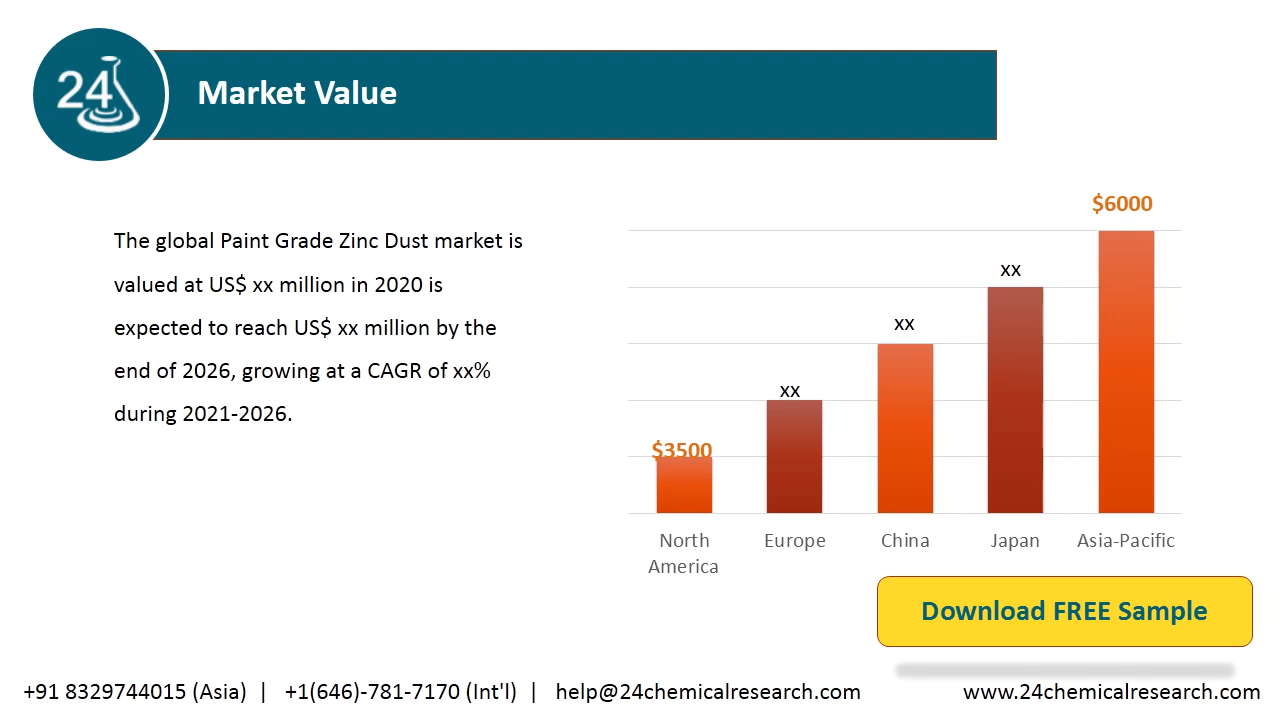 24
Market Value
The global Paint Grade Zinc Dust market is
valued at US$ xx million in 2020 is
expected to reach US$ xx million by the
end of 2026, growing at a CAGR of xx%
during 2021-2026.
$6000
xx
xx
xx
$3500
North America Europe China Japan Asia-Pacific
Download FREE Sample
+91 8329744015 (Asia) | +1(646)-781-7170 (Int'l) | help@24chemicalresearch.com www.24chemicalresearch.com